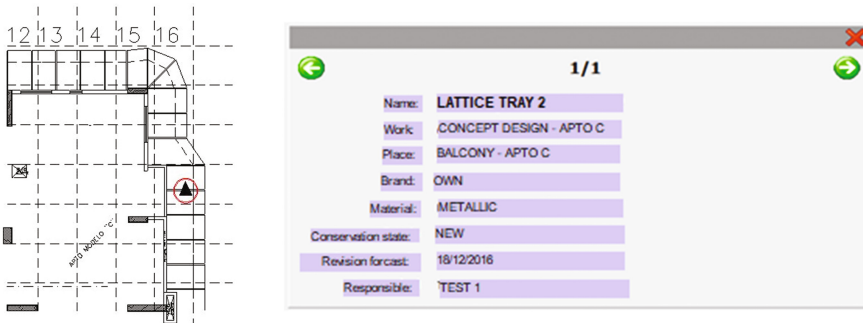 12 13 14 15 16
APTO MODELO "C"
1/1
Name: LATTICE TRAY 2
Work: CONCEPT DESIGN - APTO C
Place: BALCONY - APTO C
Brand: OWN
Material: METALLIC
Conservation state: NEW
Revision forcast: 18/12/2016
Responsible: TEST 1